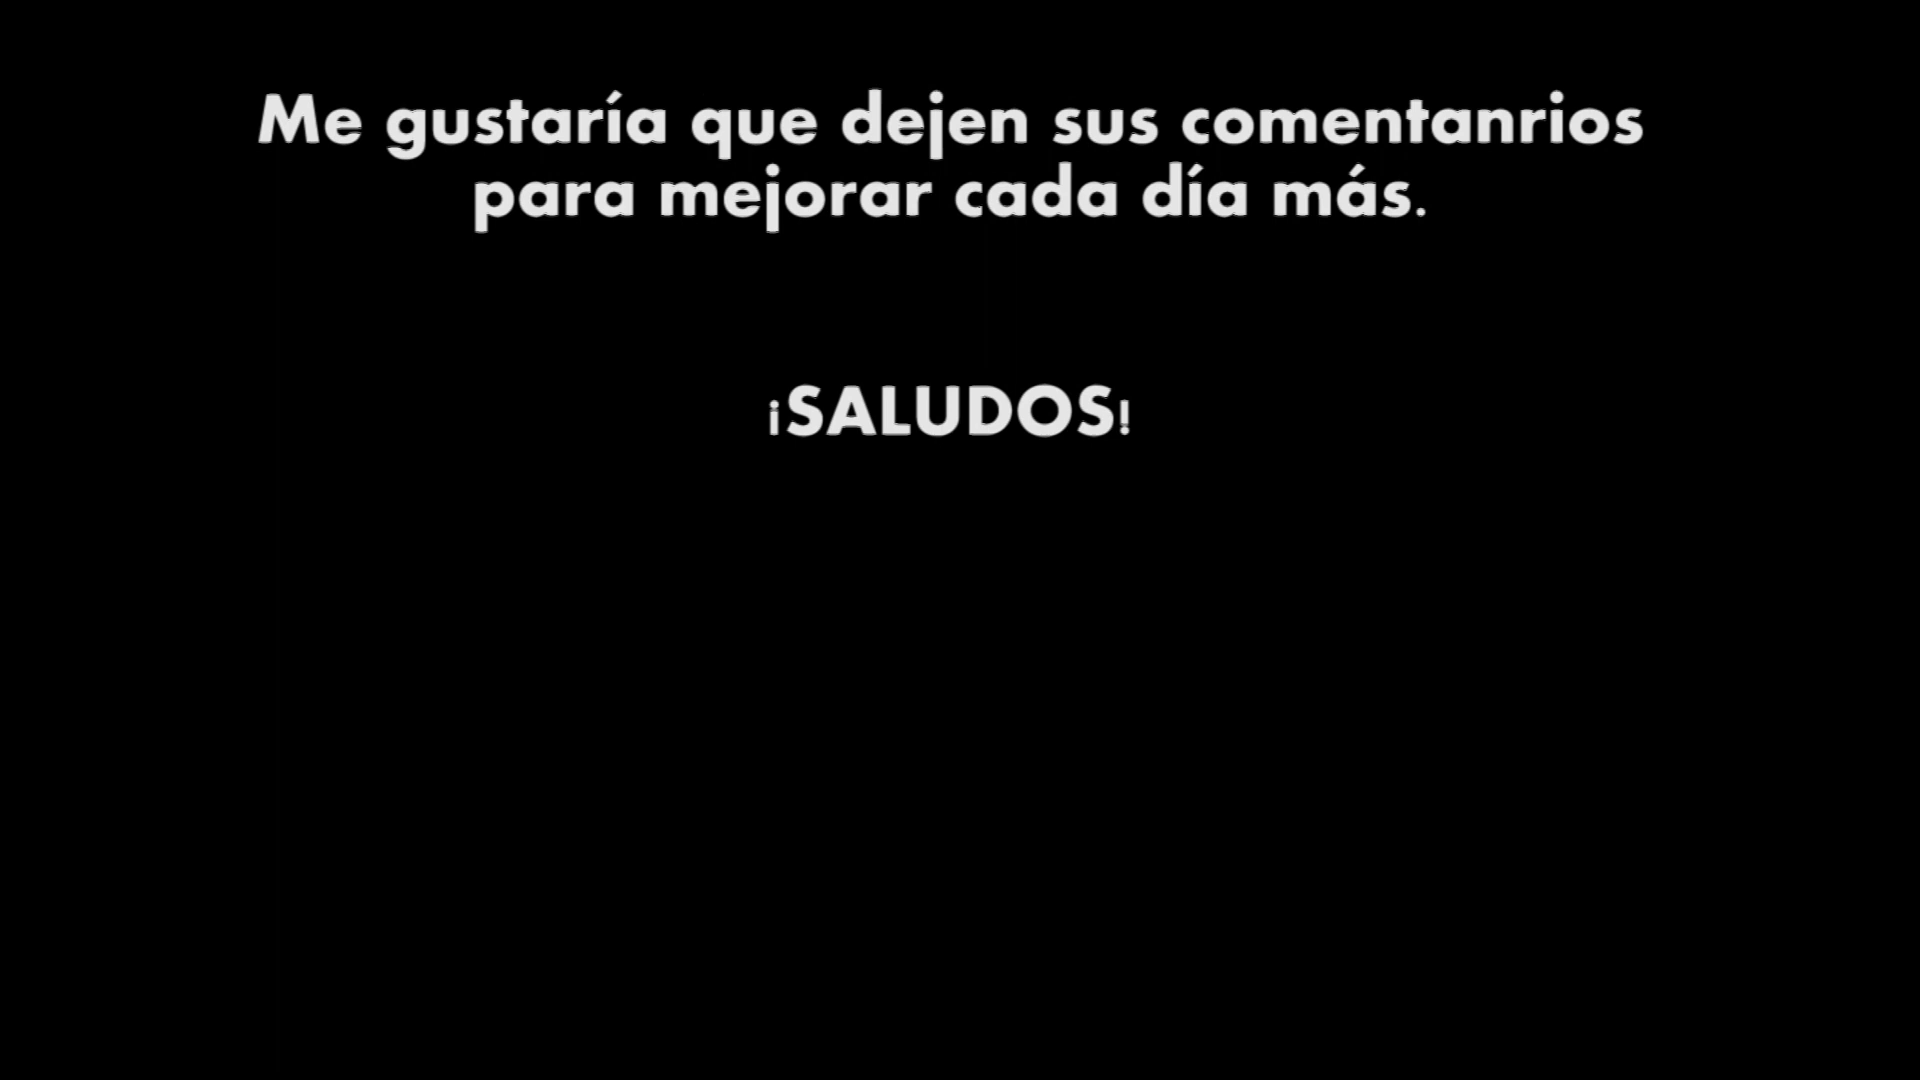 Me gustaría que dejen sus comentanrios
para mejorar cada día más.
¡SALUDOS!